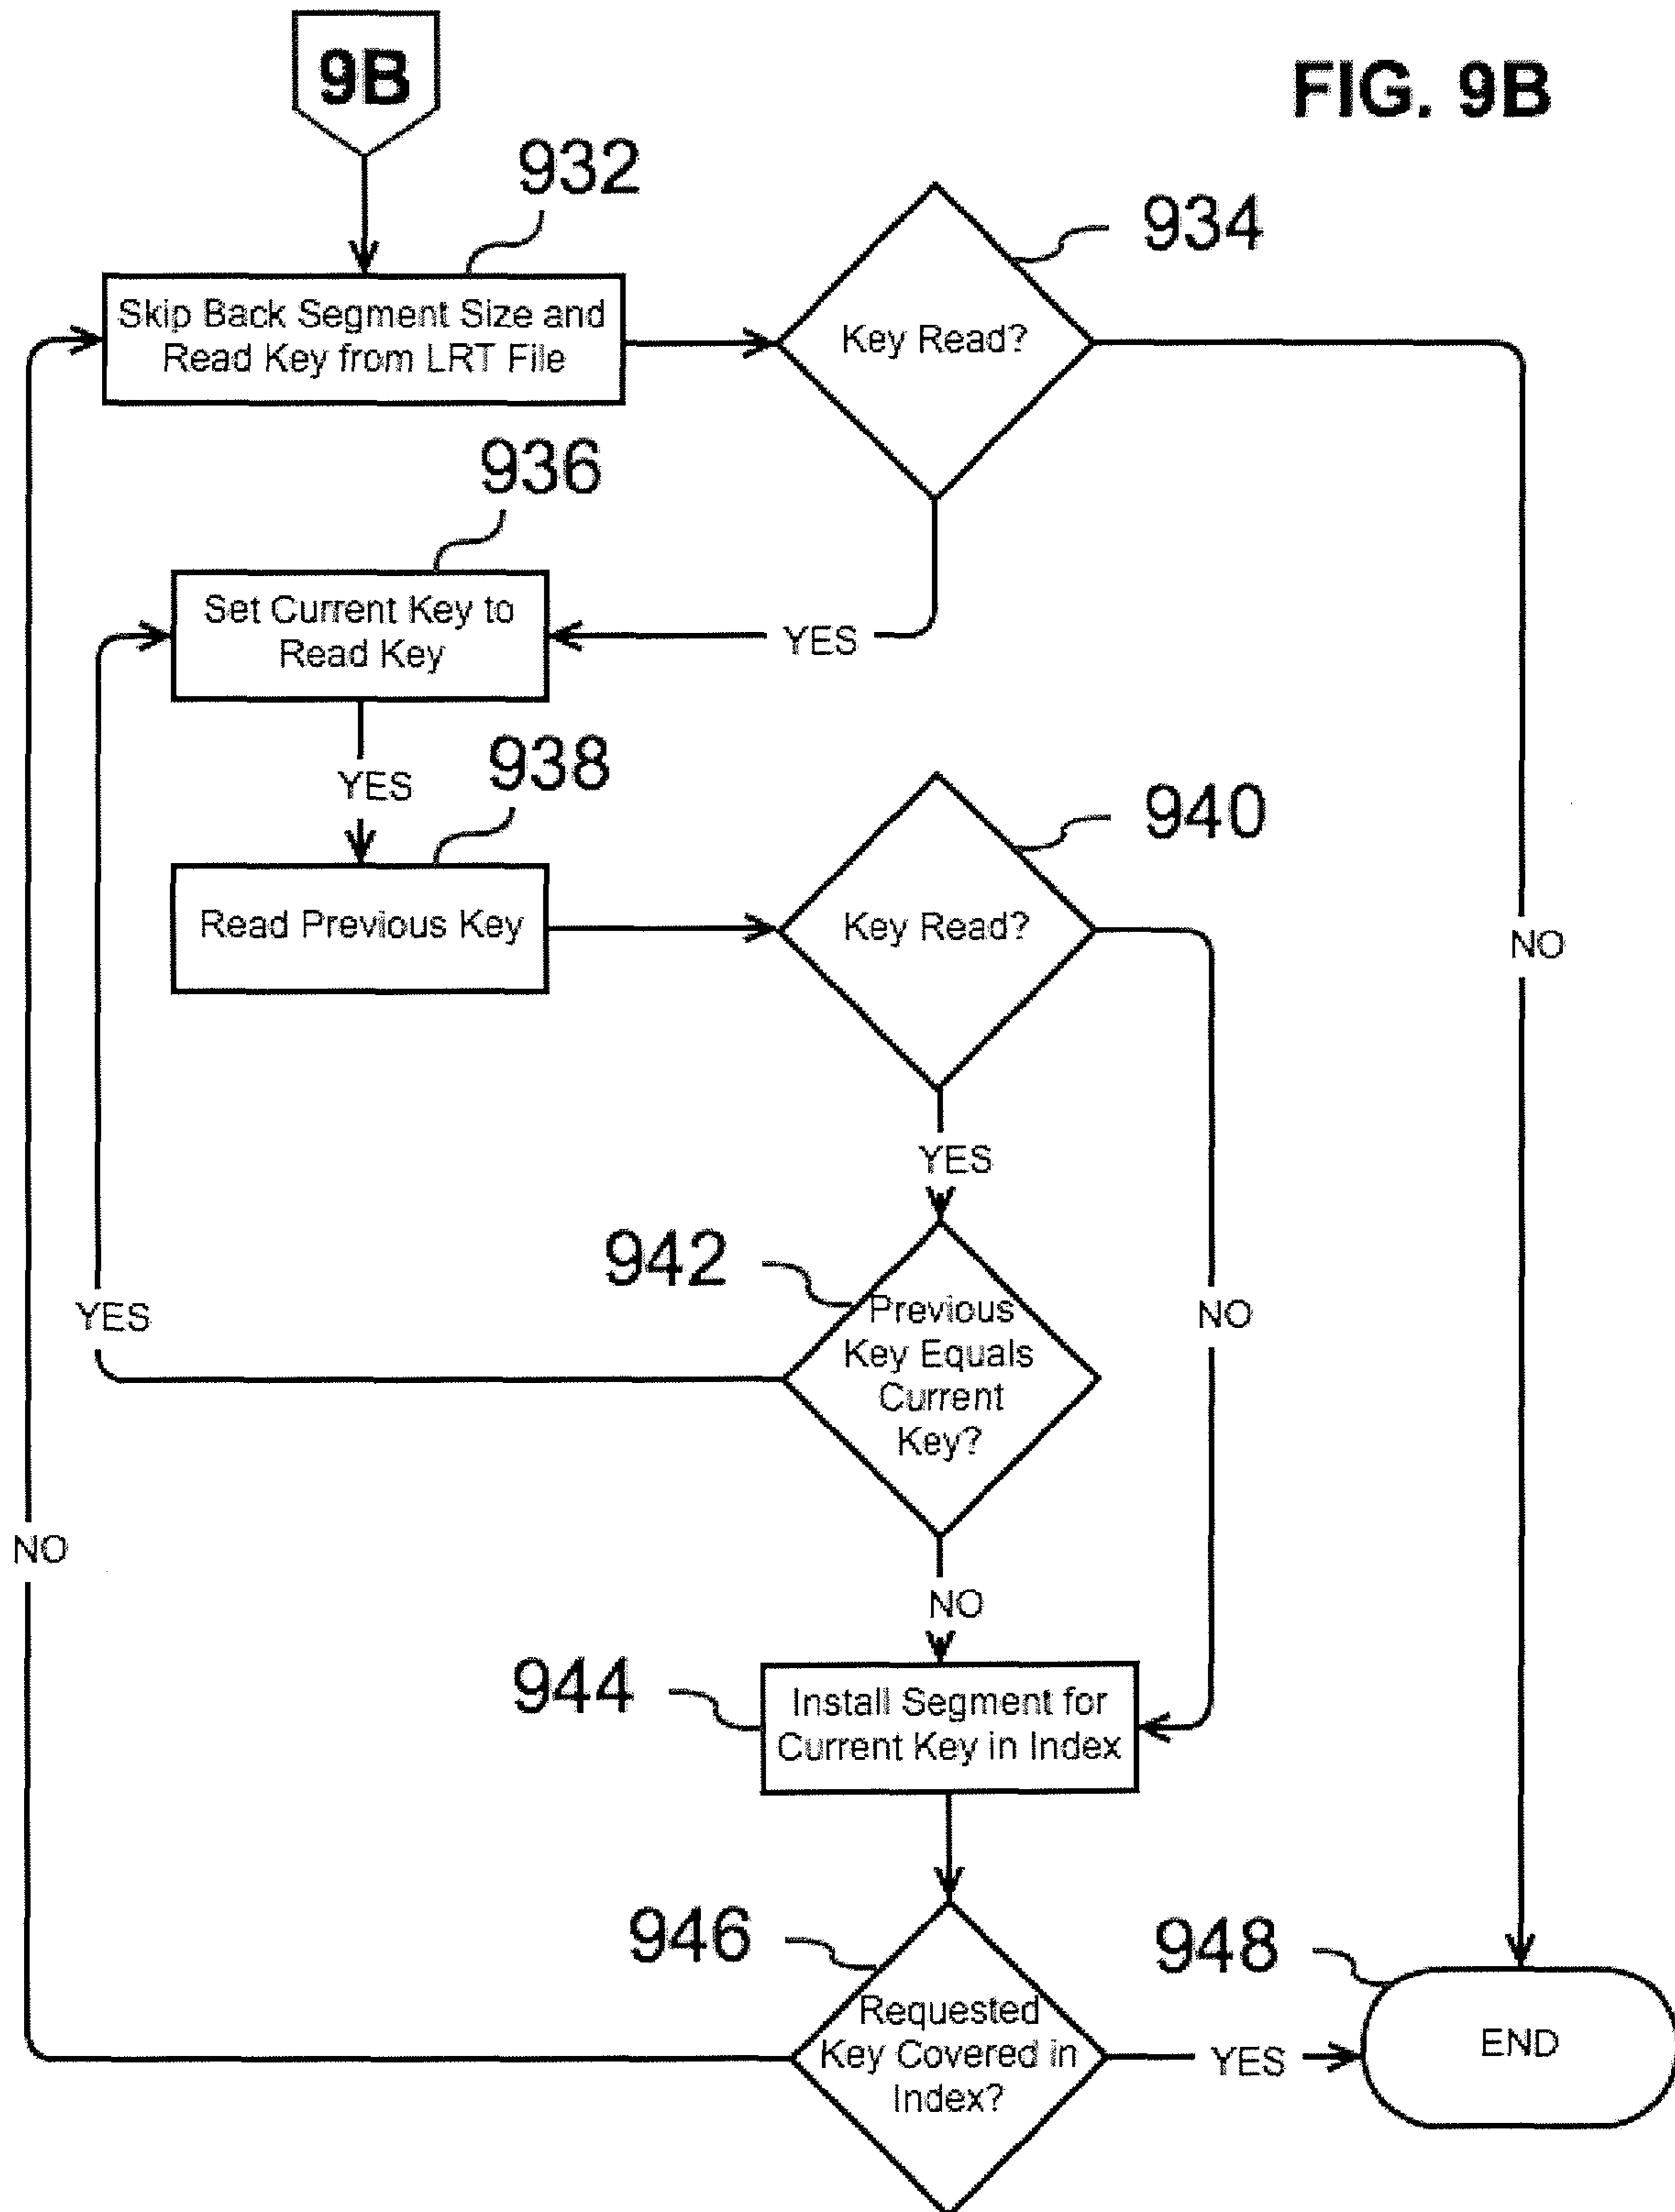 9B
FIG. 9B
932
934
Skip Back Segment Size and
Read Key from LRT File
Key Read?
936
Set Current Key to
Read Key
YES
YES
938
940
Read Previous Key
Key Read?
NO
YES
942
Previous
Key Equals
Current
Key?
YES
NO
NO
NO
944
Install Segment for
Current Key in Index
946
948
Requested
Key Covered in
Index?
YES
END